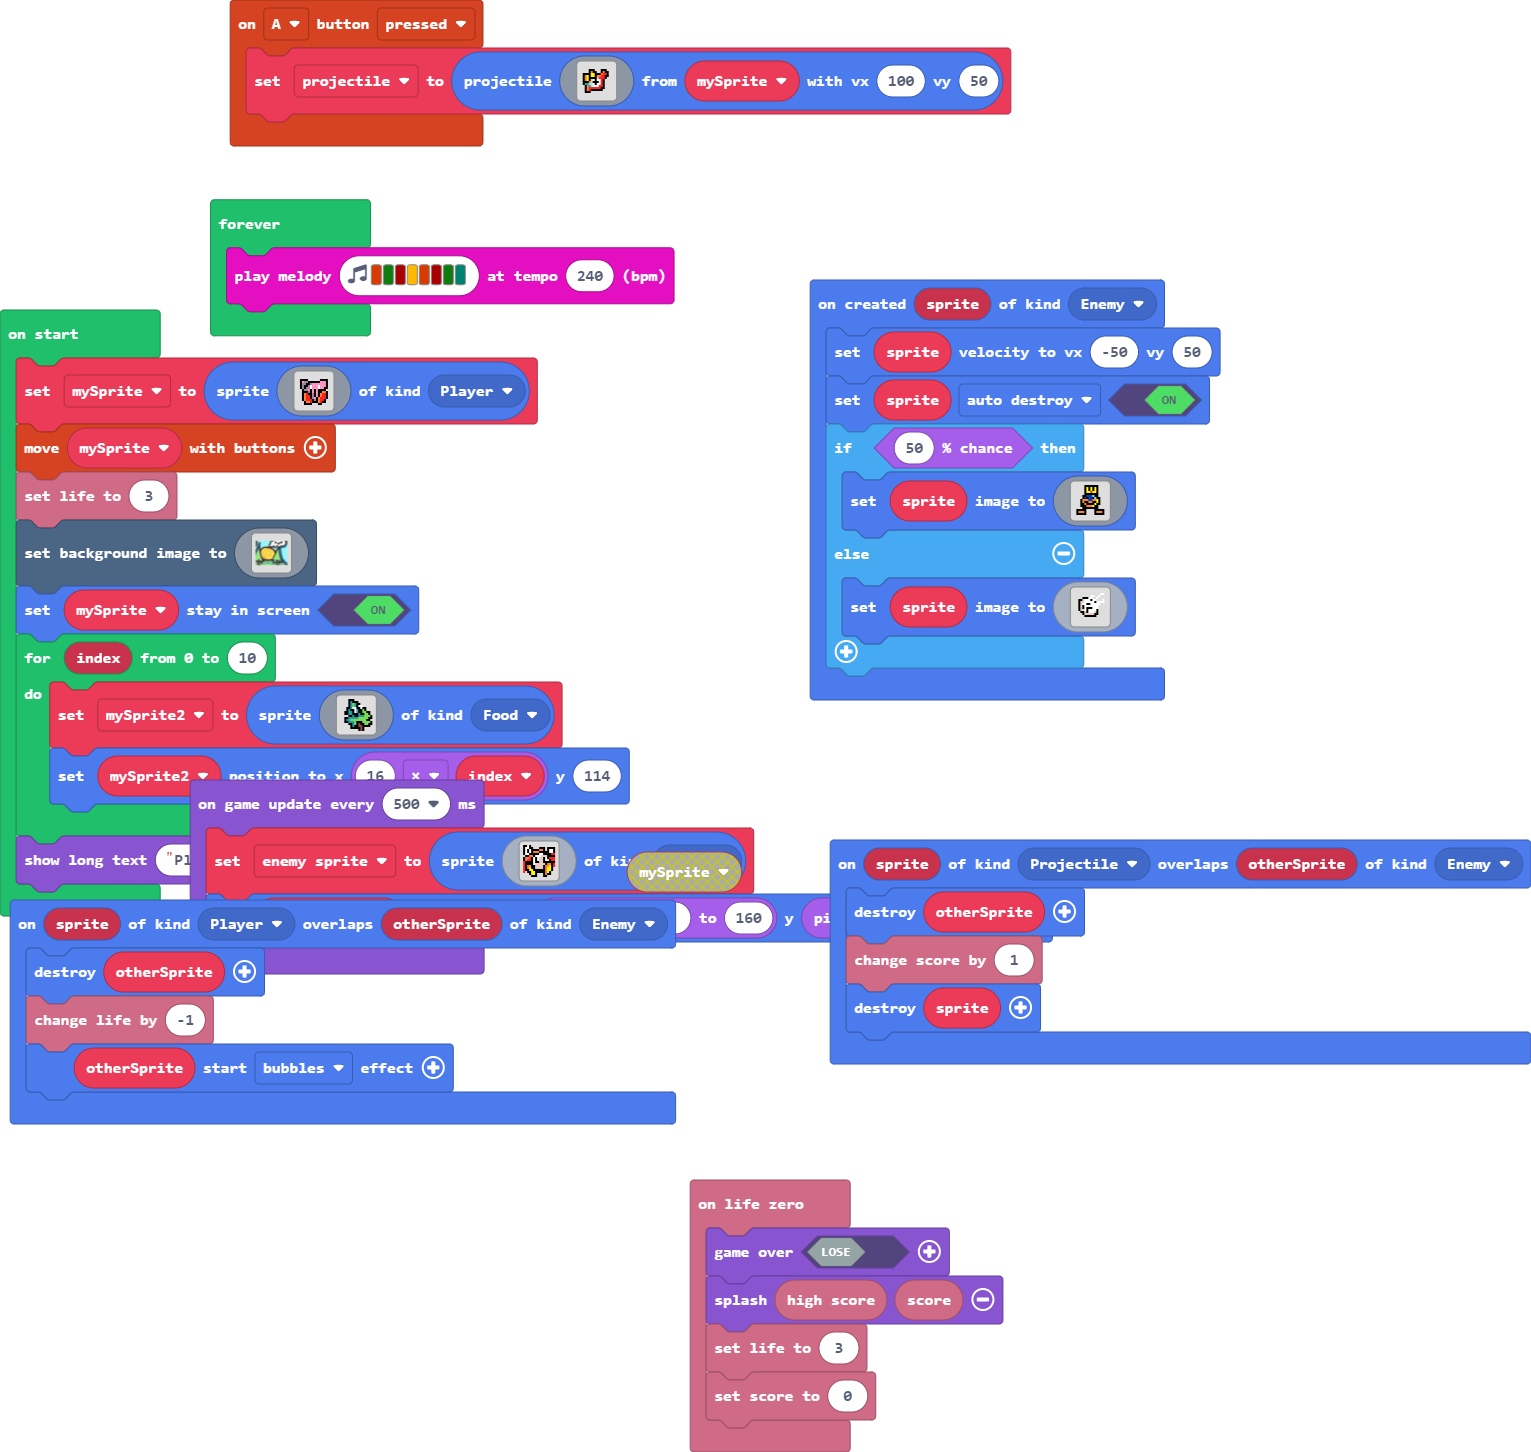 on A button pressed
set projectile to projectile from mySprite with vx 100 vy 50
forever
play melody at tempo 240 (bpm)
on start
set mySprite to sprite of kind Player
move mySprite with buttons
set life to 3
set background image to
set mySprite stay in screen ON
for index from 0 to 10
do
set mySprite2 to sprite of kind Food
set mySprite2 position to x 16 × index y 114
show long text
on game update every 500 ms
set enemy sprite to sprite of
mySprite
to 160 y
on sprite of kind Player overlaps otherSprite of kind Enemy
destroy otherSprite
change life by -1
otherSprite start bubbles effect
on created sprite of kind Enemy
set sprite velocity to vx -50 vy 50
set sprite auto destroy ON
if 50 % chance then
set sprite image to
else
set sprite image to
on sprite of kind Projectile overlaps otherSprite of kind Enemy
destroy otherSprite
change score by 1
destroy sprite
on life zero
game over LOSE
splash high score score
set life to 3
set score to 0